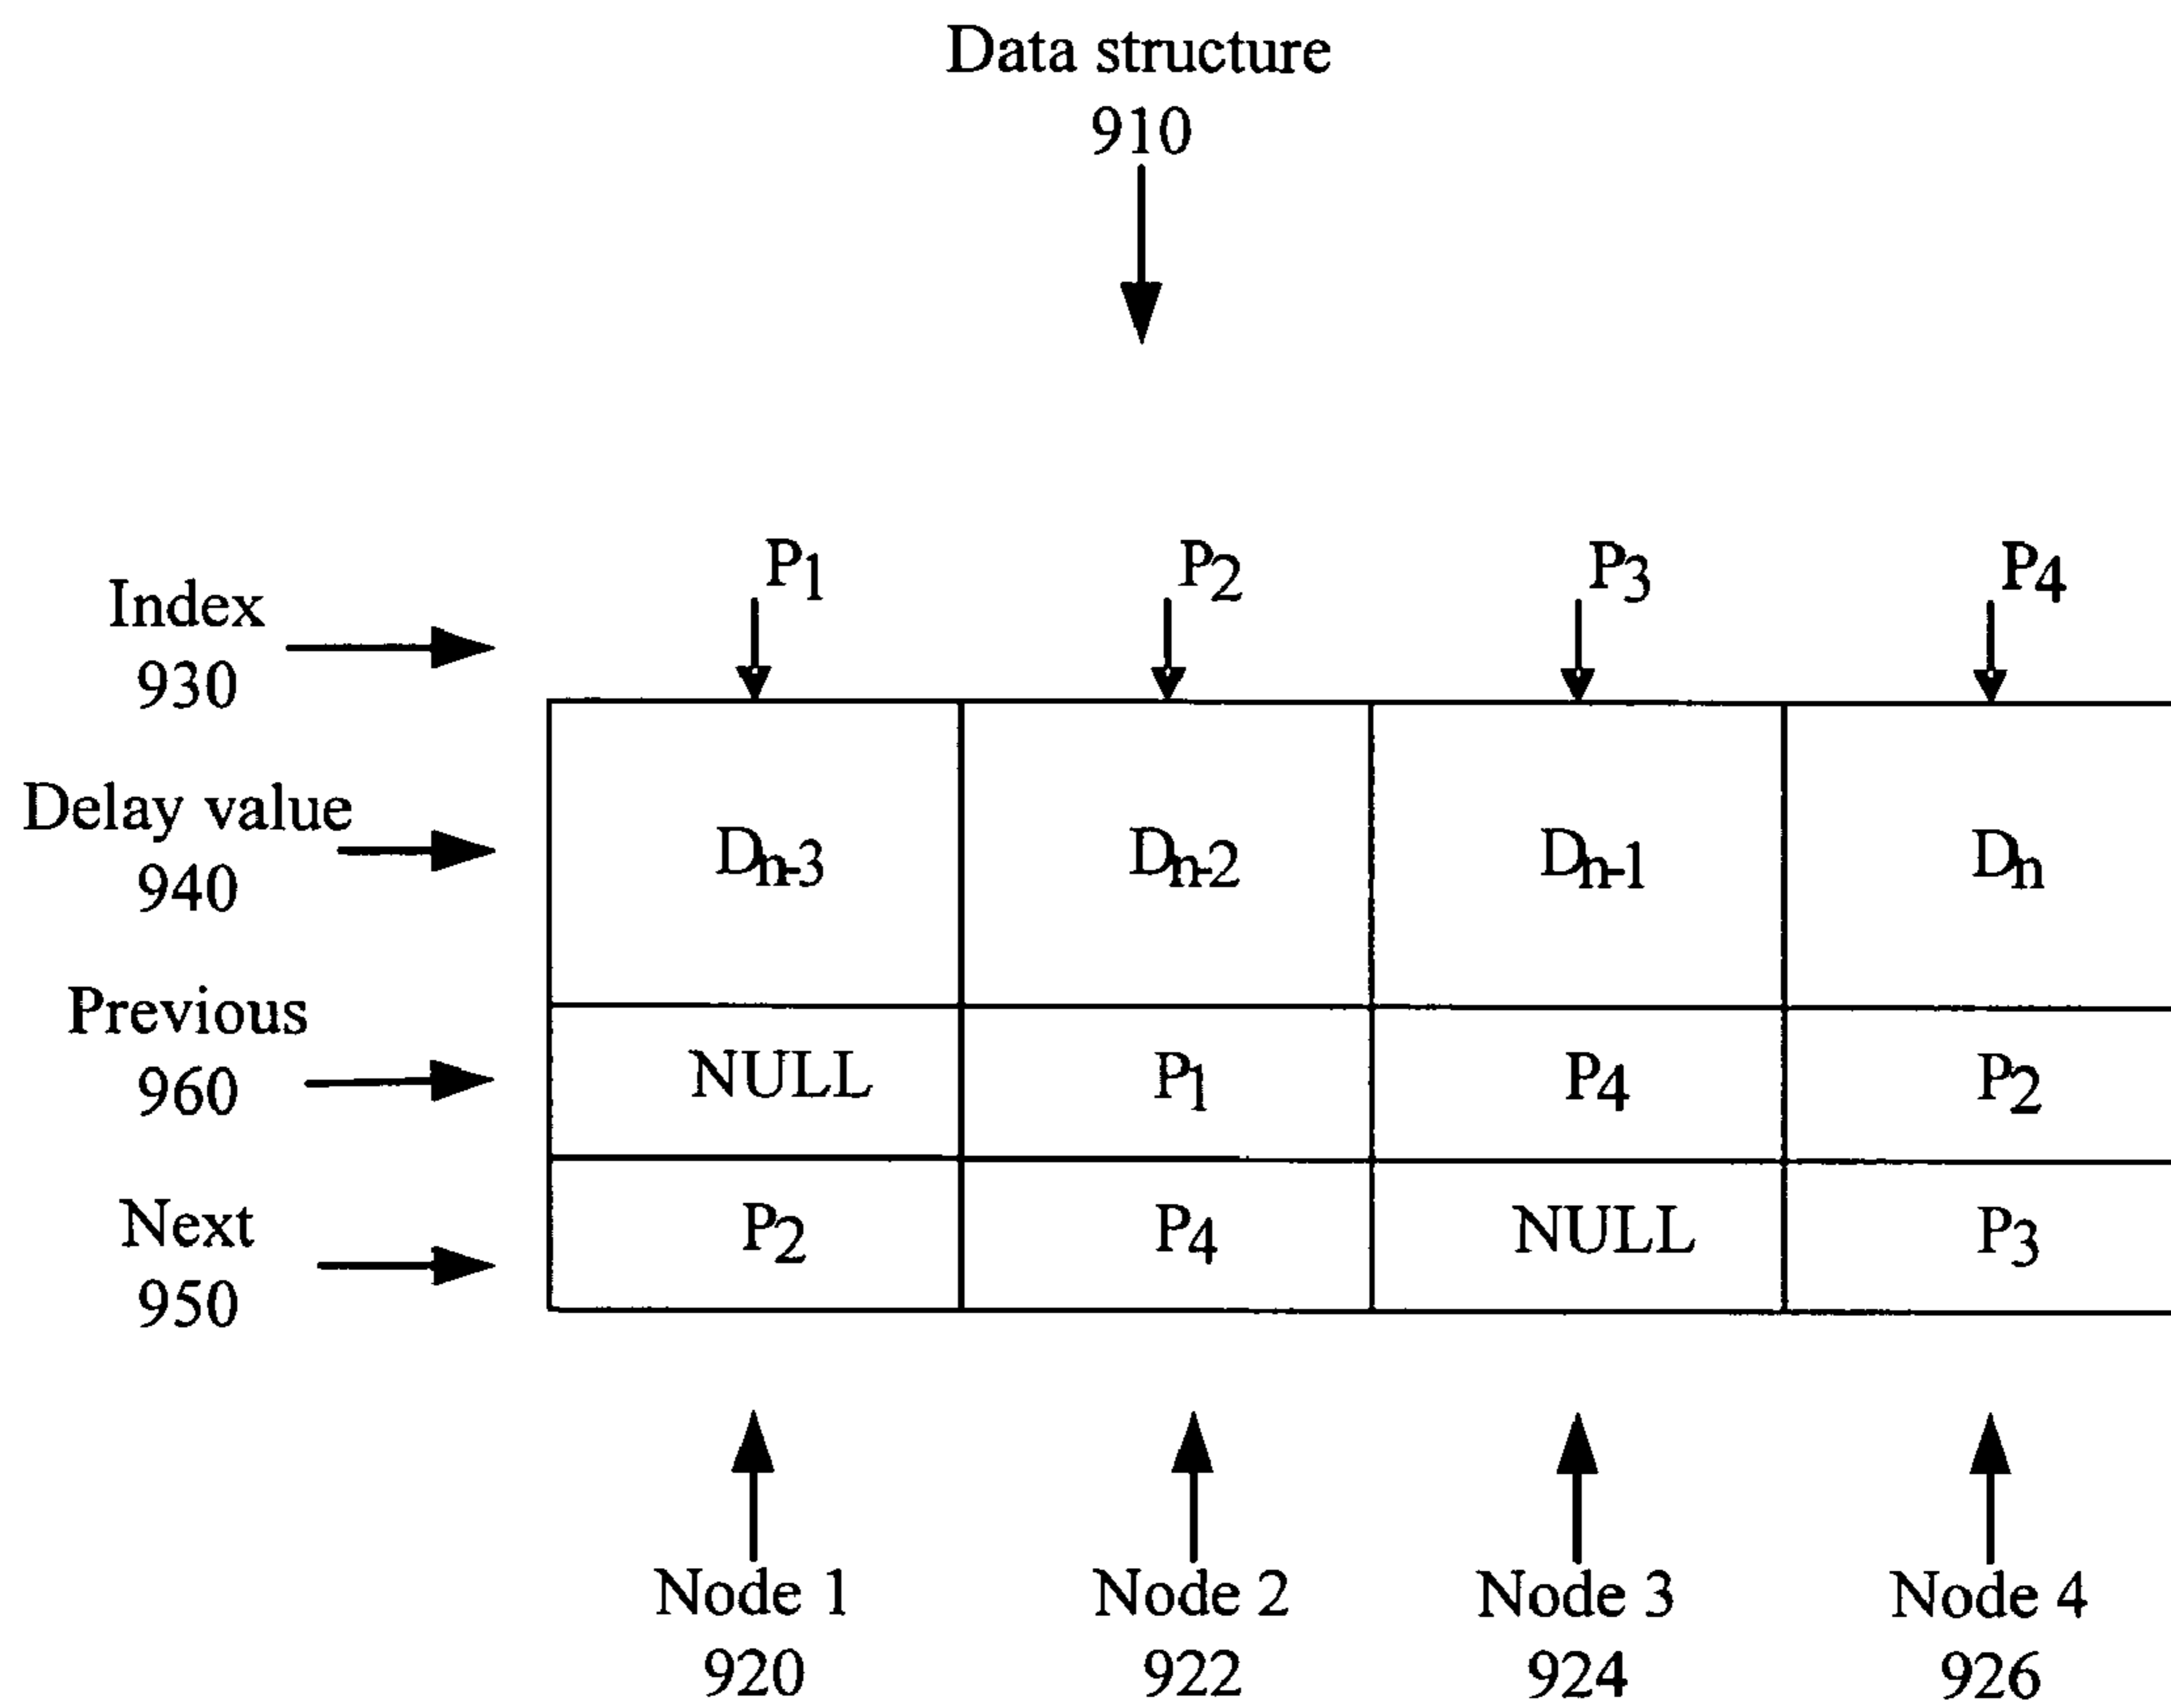 Data structure
910
P1 P2 P3 P4
Index
930
Delay value
940
Dn-3 Dn-2 Dn-1 Dn
Previous
960
NULL P1 P4 P2
Next
950
P2 P4 NULL P3
Node 1 Node 2 Node 3 Node 4
920 922 924 926